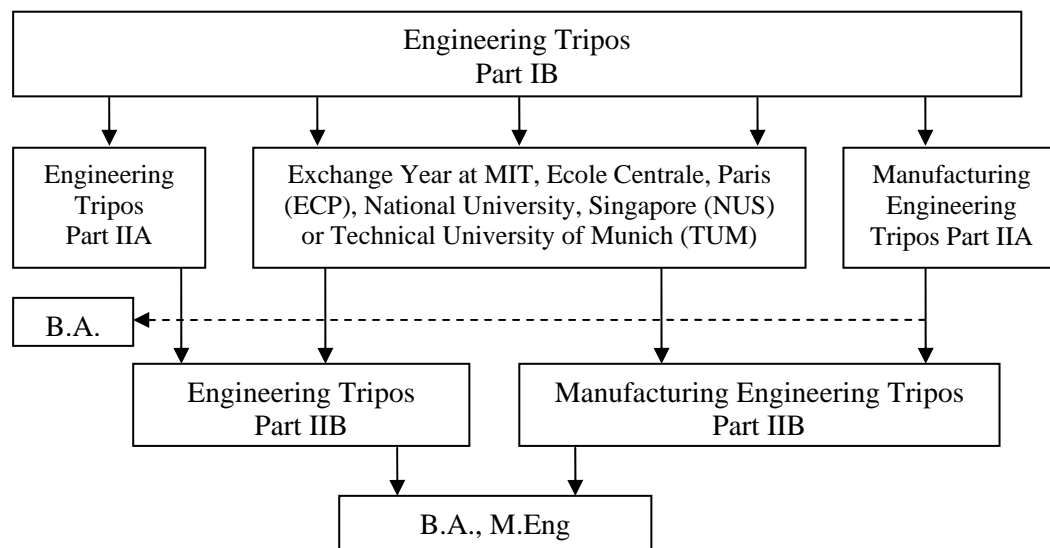 Engineering Tripos
Part IB
Engineering
Tripos
Part IIA
Exchange Year at MIT, Ecole Centrale, Paris
(ECP), National University, Singapore (NUS)
or Technical University of Munich (TUM)
Manufacturing
Engineering
Tripos Part IIA
B.A.
Engineering Tripos
Part IIB
Manufacturing Engineering Tripos
Part IIB
B.A., M.Eng